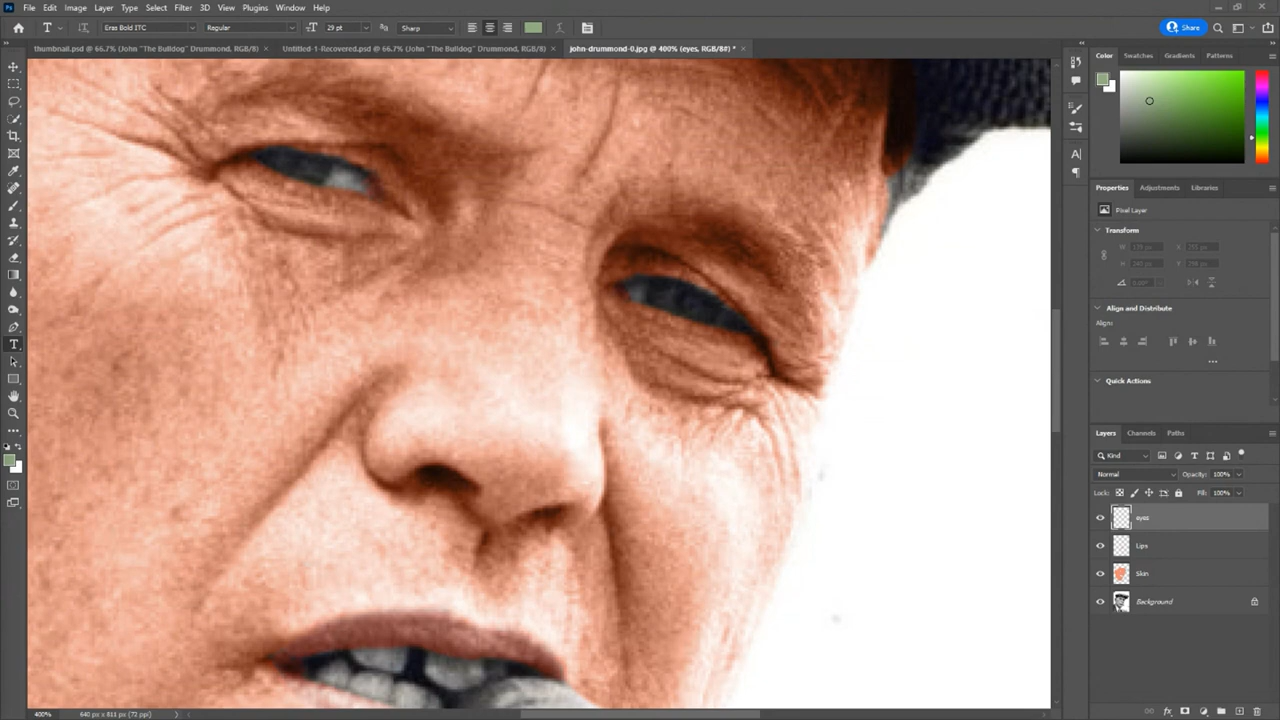 Ps File Edit Image Layer Type Select Filter 3D View Plugins Window Help
T Eras Bold ITC Regular 29 pt aa Sharp Share
thumbnail.psd @ 66.7% (John "The Bulldog" Drummond, RGB/8) × Untitled-1-Recovered.psd @ 66.7% (John "The Bulldog" Drummond, RGB/8) × john-drummond-0.jpg @ 400% (eyes, RGB/8#) * ×
Color Swatches Gradients Patterns
Properties Adjustments Libraries
Pixel Layer
Transform
Align and Distribute
Align:
Quick Actions
Layers Channels Paths
Kind
Normal Opacity: 100%
Lock: Fill: 100%
eyes
Lips
Skin
Background
400% 640 px x 811 px (72 ppi)